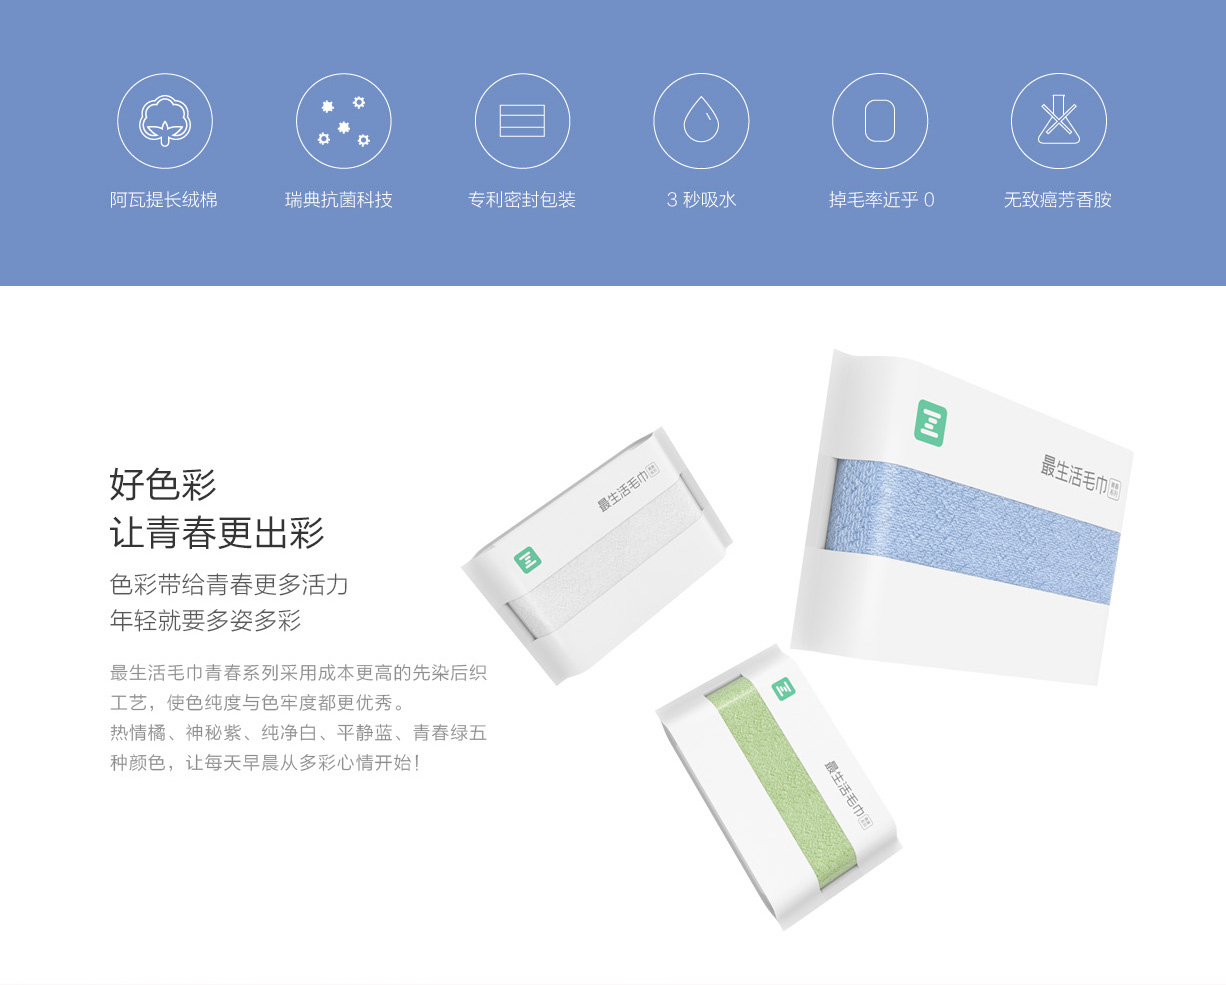 阿瓦提长绒棉
瑞典抗菌科技
专利密封包装
3 秒吸水
掉毛率近乎 0
无致癌芳香胺
好色彩
让青春更出彩
色彩带给青春更多活力
年轻就要多姿多彩
最生活毛巾青春系列采用成本更高的先染后织
工艺，使色纯度与色牢度都更优秀。
热情橘、神秘紫、纯净白、平静蓝、青春绿五
种颜色，让每天早晨从多彩心情开始！
最生活毛巾
最生活毛巾
最生活毛巾